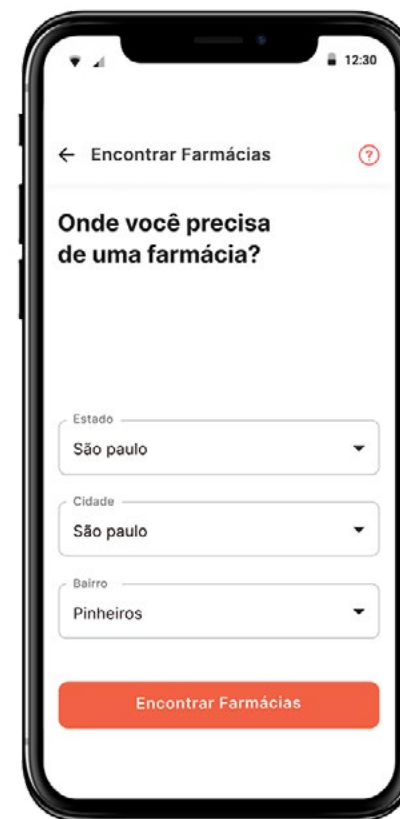 12:30
← Encontrar Farmácias ?
Onde você precisa
de uma farmácia?
Estado
São paulo
Cidade
São paulo
Bairro
Pinheiros
Encontrar Farmácias